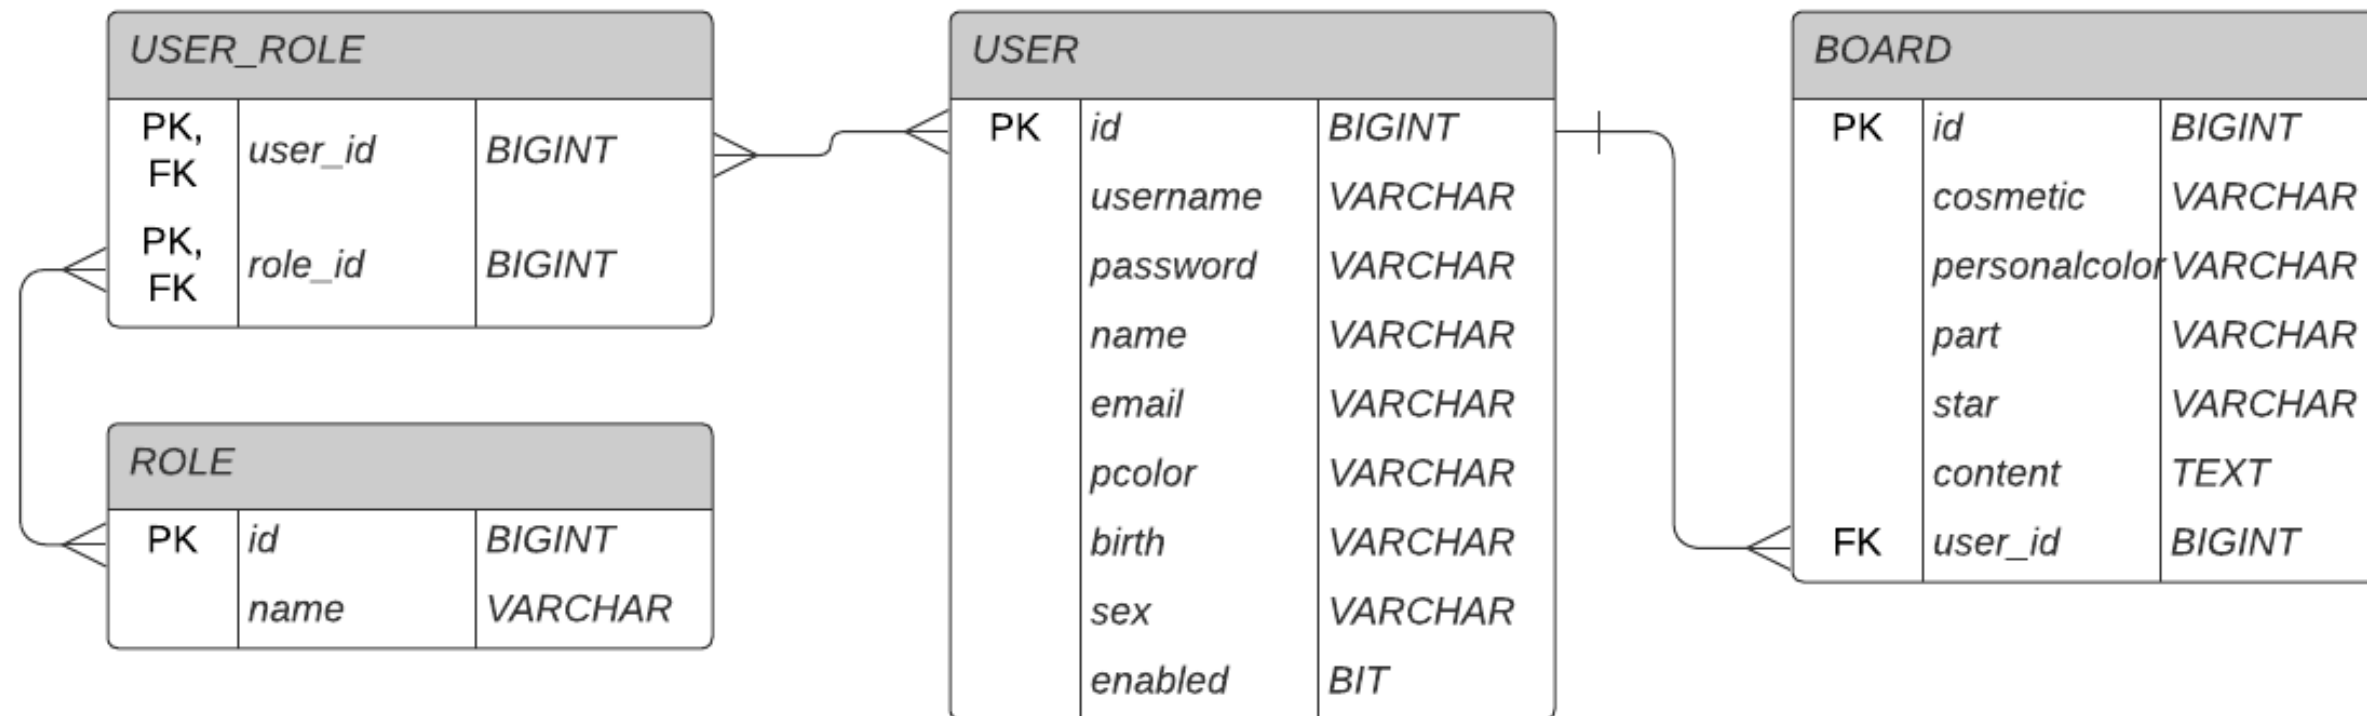 USER_ROLE
PK, FK user_id BIGINT
PK, FK role_id BIGINT
ROLE
PK id BIGINT
name VARCHAR
USER
PK id BIGINT
username VARCHAR
password VARCHAR
name VARCHAR
email VARCHAR
pcolor VARCHAR
birth VARCHAR
sex VARCHAR
enabled BIT
BOARD
PK id BIGINT
cosmetic VARCHAR
personalcolor VARCHAR
part VARCHAR
star VARCHAR
content TEXT
FK user_id BIGINT